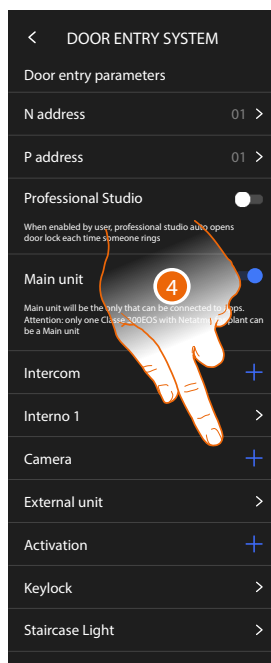 DOOR ENTRY SYSTEM
Door entry parameters
N address 01
P address 01
Professional Studio
When enabled by user, professional studio auto opens
door lock each time someone rings
Main unit
4
Main unit will be the only that can be connected to
Attention: only one Classe 300EOS with plant can
be a Main unit
Intercom
Interno 1
Camera
External unit
Activation
Keylock
Staircase Light